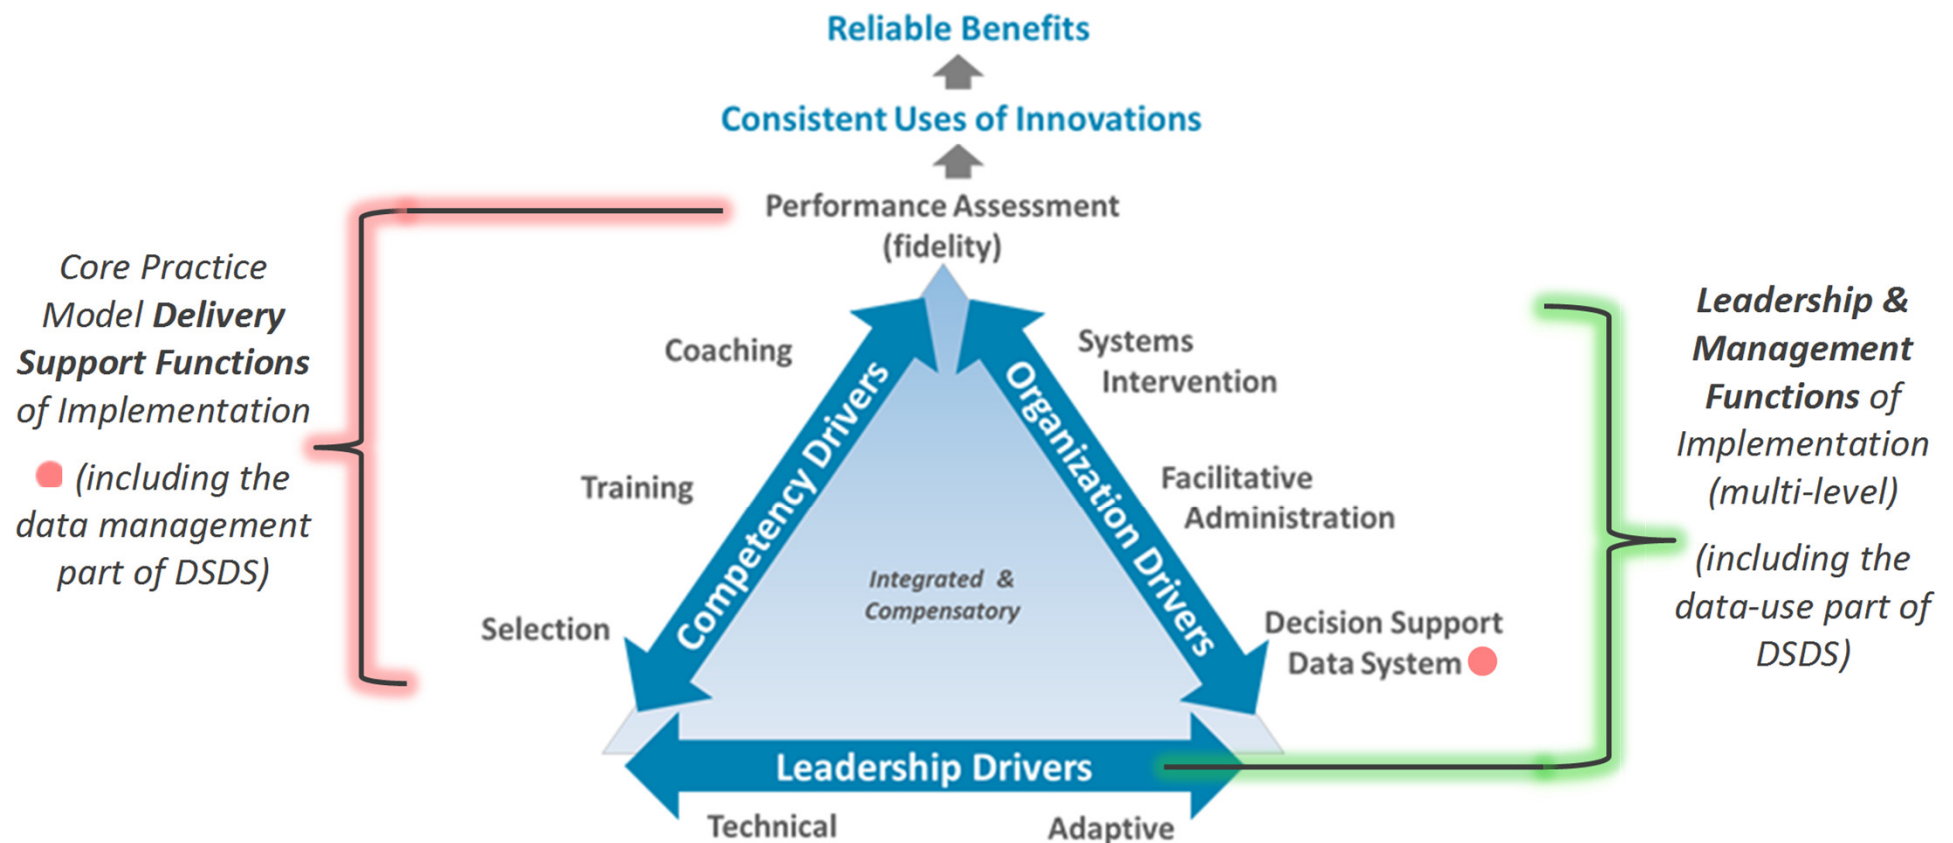 Reliable Benefits
Consistent Uses of Innovations
Performance Assessment
(fidelity)
Core Practice
Model Delivery
Support Functions
of Implementation
(including the
data management
part of DSDS)
Coaching
Training
Selection
Competency Drivers
Integrated &
Compensatory
Organization Drivers
Systems
Intervention
Facilitative
Administration
Decision Support
Data System
Leadership Drivers
Technical
Adaptive
Leadership &
Management
Functions of
Implementation
(multi-level)
(including the
data-use part of
DSDS)